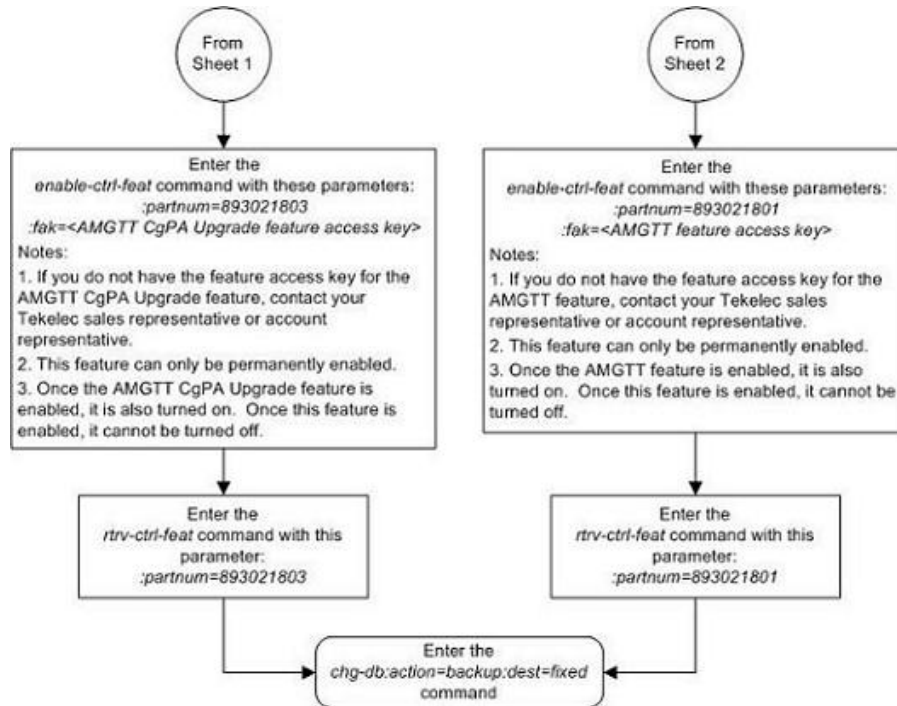 From
Sheet 1
Enter the
enable-ctrl-feat command with these parameters:
:partnum=893021803
:fak=<AMGTT CgPA Upgrade feature access key>
Notes:
1. If you do not have the feature access key for the
AMGTT CgPA Upgrade feature, contact your
Tekelec sales representative or account
representative.
2. This feature can only be permanently enabled.
3. Once the AMGTT CgPA Upgrade feature is
enabled, it is also turned on.  Once this feature is
enabled, it cannot be turned off.
Enter the
rtrv-ctrl-feat command with this
parameter:
:partnum=893021803
From
Sheet 2
Enter the
enable-ctrl-feat command with these parameters:
:partnum=893021801
:fak=<AMGTT feature access key>
Notes:
1. If you do not have the feature access key for the
AMGTT feature, contact your Tekelec sales
representative or account representative.
2. This feature can only be permanently enabled.
3. Once the AMGTT feature is enabled, it is also
turned on.  Once this feature is enabled, it cannot be
turned off.
Enter the
rtrv-ctrl-feat command with this
parameter:
:partnum=893021801
Enter the
chg-db:action=backup:dest=fixed
command